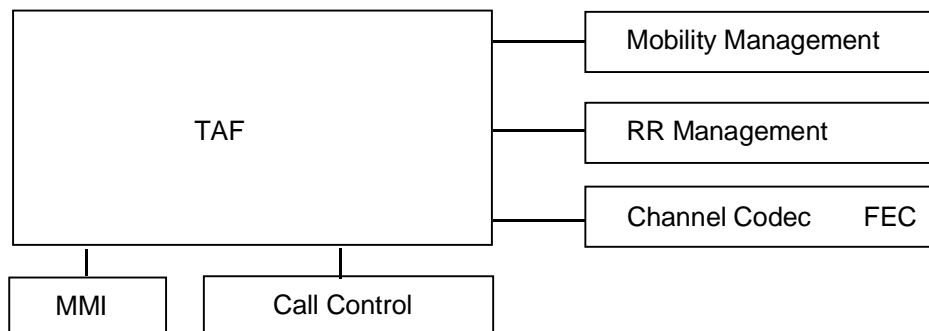 Mobility Management
TAF
RR Management
Channel Codec FEC
MMI
Call Control